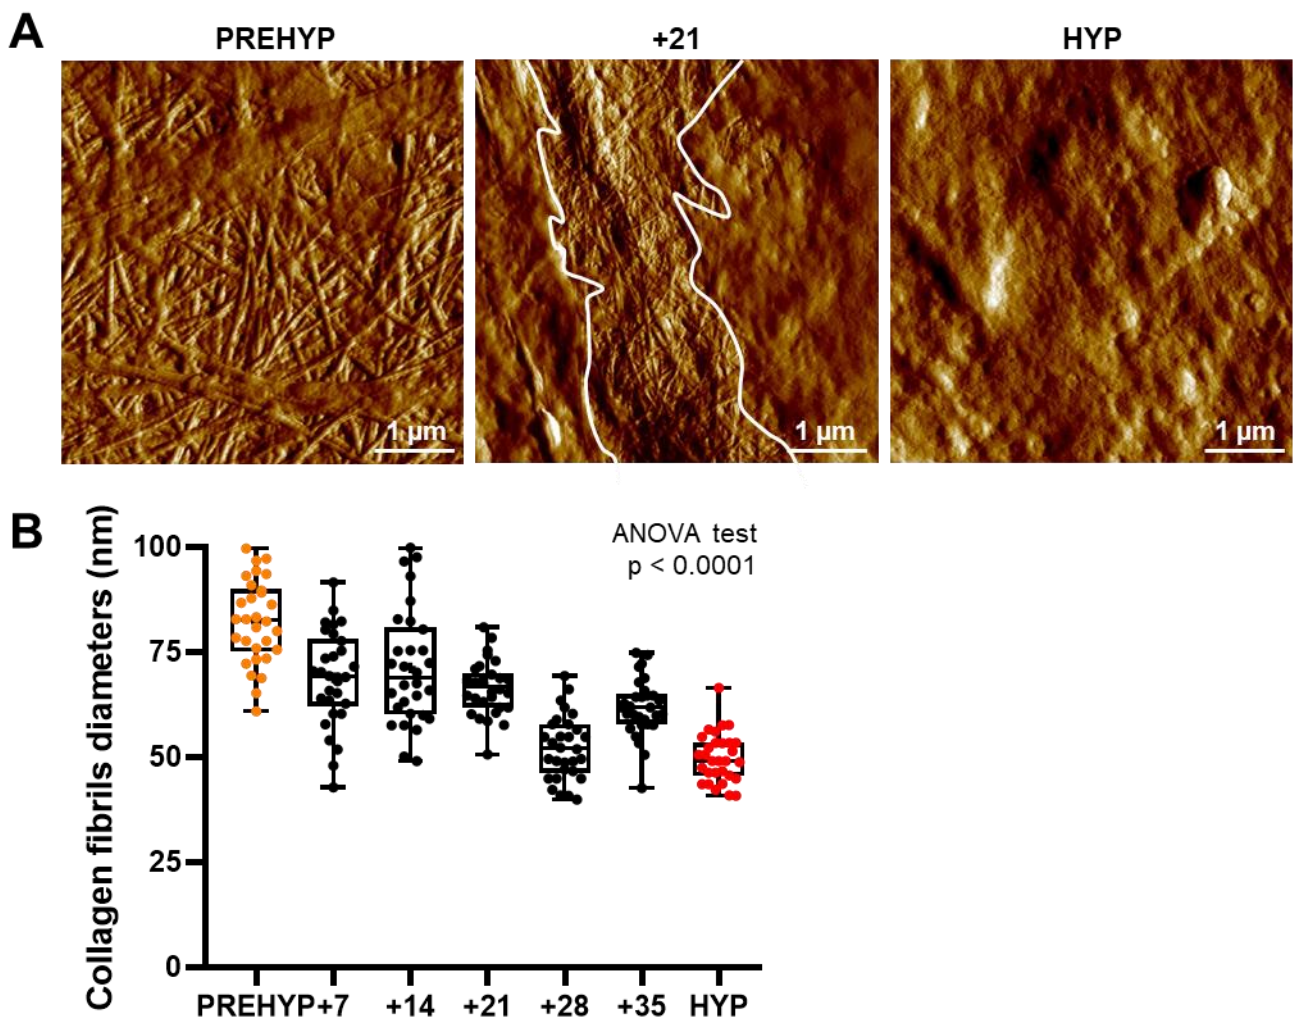 A
PREHYP
+21
HYP
1 µm
1 µm
1 µm
B
Collagen fibrils diameters (nm)
ANOVA test
p < 0.0001
100
75
50
25
0
PREHYP +7 +14 +21 +28 +35 HYP